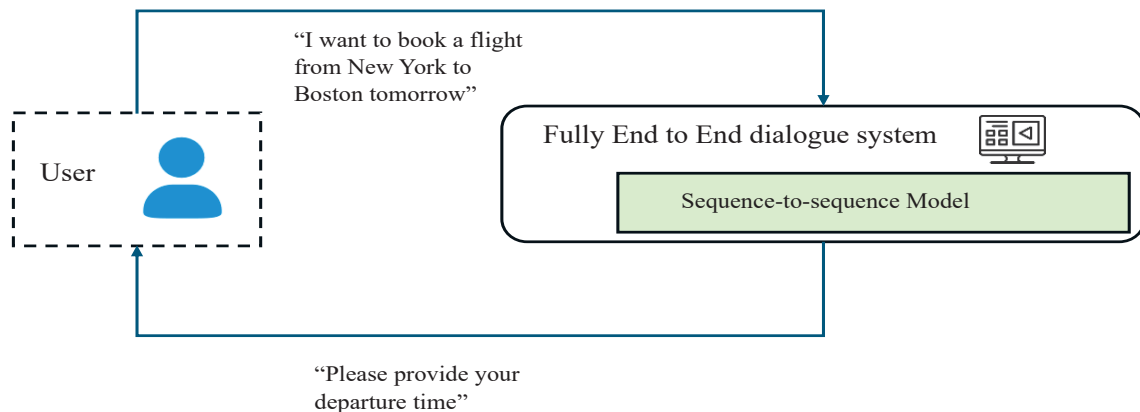 “I want to book a flight
from New York to
Boston tomorrow”
User
Fully End to End dialogue system
Sequence-to-sequence Model
“Please provide your
departure time”